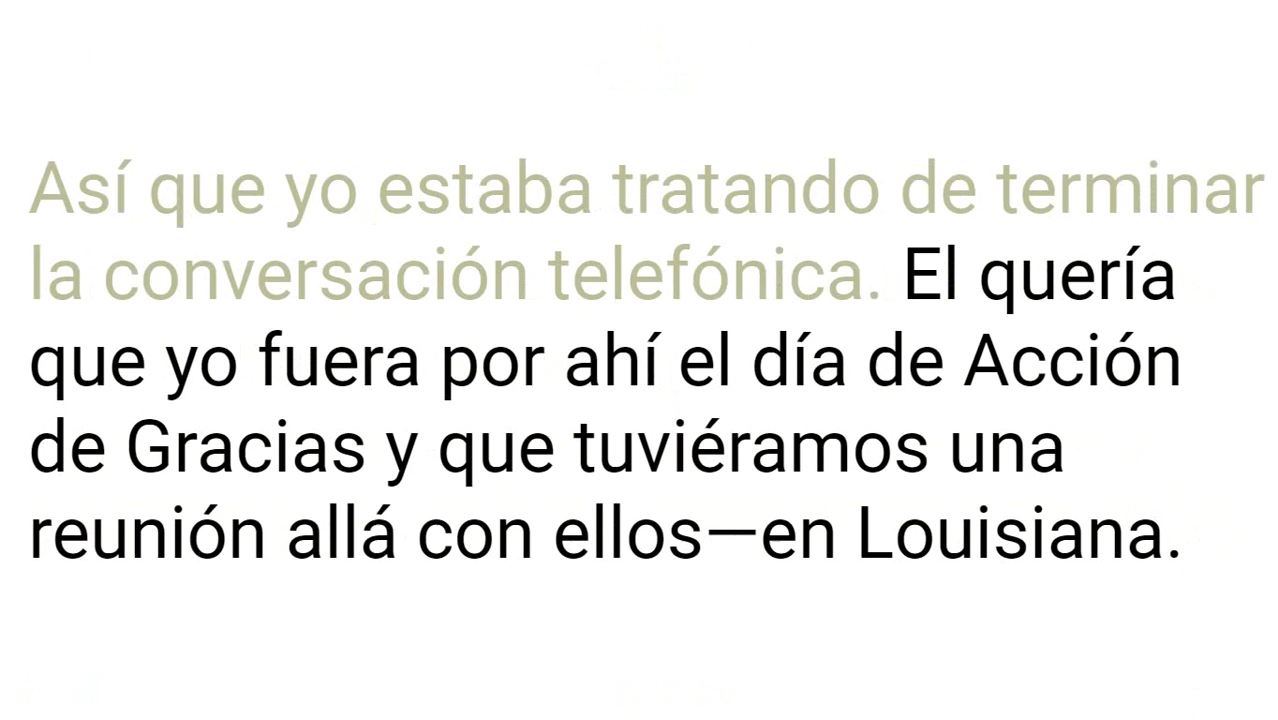 Así que yo estaba tratando de terminar
la conversación telefónica. El quería
que yo fuera por ahí el día de Acción
de Gracias y que tuviéramos una
reunión allá con ellos—en Louisiana.